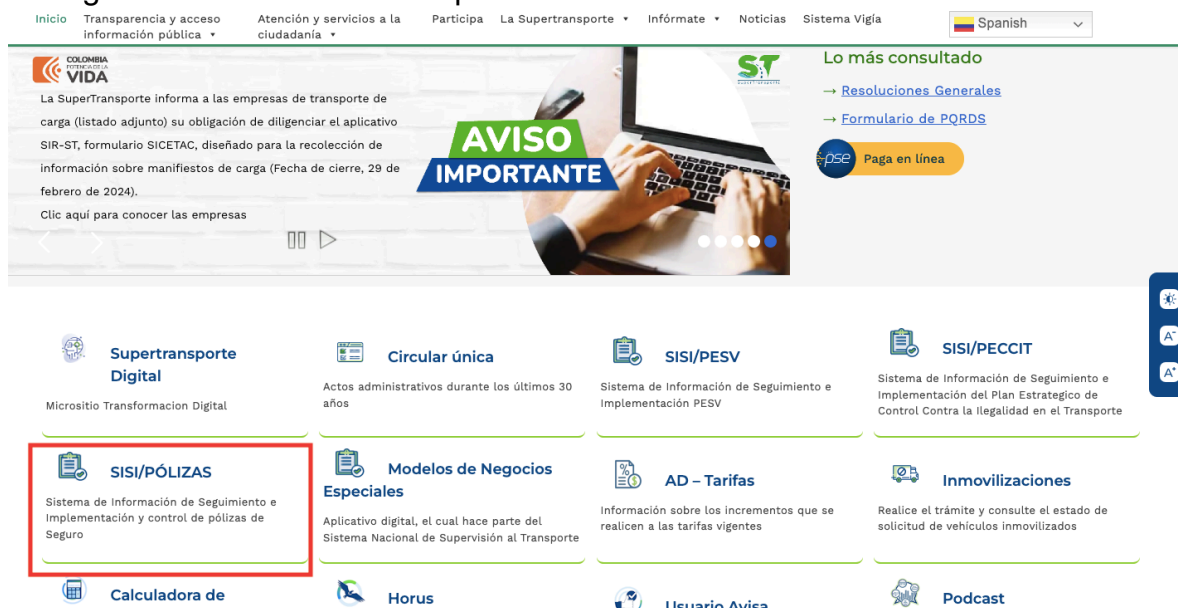 Inicio
Transparencia y acceso
información pública
Atención y servicios a la
ciudadanía
Participa
La Supertransporte
Infórmate
Noticias
Sistema Vigía
Spanish
COLOMBIA
POTENCIA DE LA
VIDA
La SuperTransporte informa a las empresas de transporte de
carga (listado adjunto) su obligación de diligenciar el aplicativo
SIR-ST, formulario SICETAC, diseñado para la recolección de
información sobre manifiestos de carga (Fecha de cierre, 29 de
febrero de 2024).
Clic aquí para conocer las empresas
AVISO
IMPORTANTE
ST
Lo más consultado
→ Resoluciones Generales
→ Formulario de PQRDS
pse Paga en línea
A-
A+
Supertransporte
Digital
Micrositio Transformacion Digital
Circular única
Actos administrativos durante los últimos 30
años
SISI/PESV
Sistema de Información de Seguimiento e
Implementación PESV
SISI/PECCIT
Sistema de Información de Seguimiento e
Implementación del Plan Estrategico de
Control Contra la Ilegalidad en el Transporte
SISI/PÓLIZAS
Sistema de Información de Seguimiento e
Implementación y control de pólizas de
Seguro
Modelos de Negocios
Especiales
Aplicativo digital, el cual hace parte del
Sistema Nacional de Supervisión al Transporte
AD – Tarifas
Información sobre los incrementos que se
realicen a las tarifas vigentes
Inmovilizaciones
Realice el trámite y consulte el estado de
solicitud de vehículos inmovilizados
Calculadora de
Horus
Usuario Avisa
Podcast